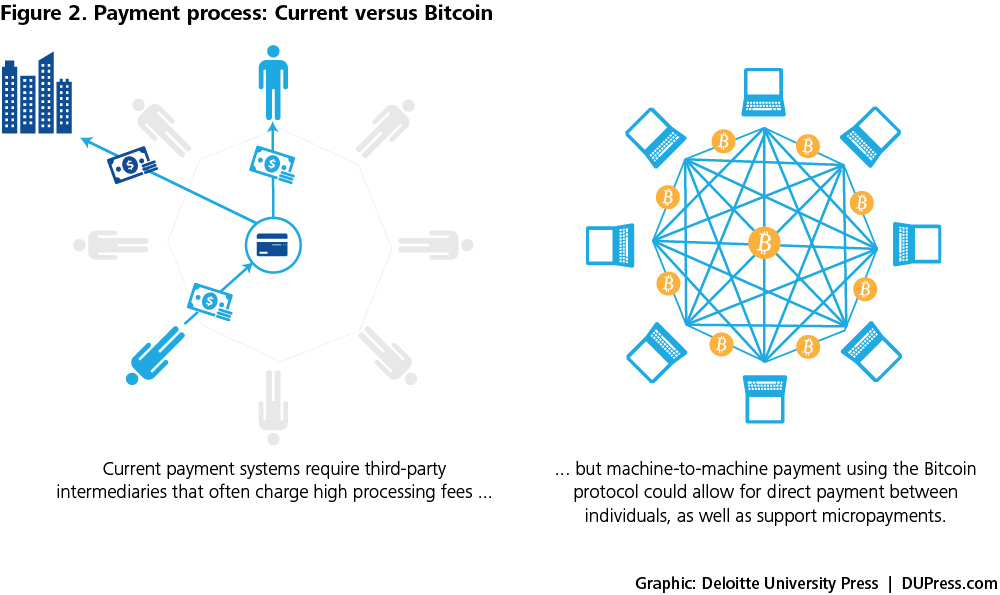 Figure 2. Payment process: Current versus Bitcoin
Current payment systems require third-party
intermediaries that often charge high processing fees ...
... but machine-to-machine payment using the Bitcoin
protocol could allow for direct payment between
individuals, as well as support micropayments.
Graphic: Deloitte University Press | DUPress.com